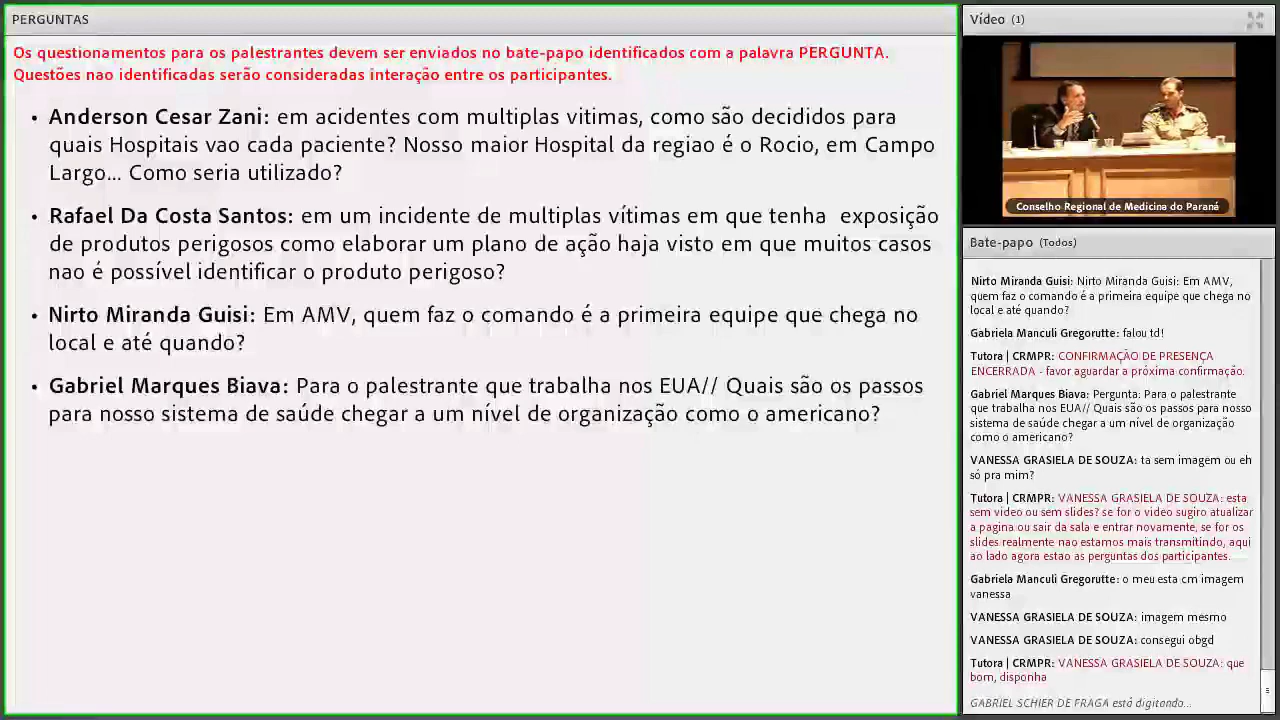 PERGUNTAS
Os questionamentos para os palestrantes devem ser enviados no bate-papo identificados com a palavra PERGUNTA.
Questões nao identificadas serão consideradas interação entre os participantes.
• Anderson Cesar Zani: em acidentes com multiplas vitimas, como são decididos para
quais Hospitais vao cada paciente? Nosso maior Hospital da regiao é o Rocio, em Campo
Largo... Como seria utilizado?
• Rafael Da Costa Santos: em um incidente de multiplas vítimas em que tenha exposição
de produtos perigosos como elaborar um plano de ação haja visto em que muitos casos
nao é possível identificar o produto perigoso?
• Nirto Miranda Guisi: Em AMV, quem faz o comando é a primeira equipe que chega no
local e até quando?
• Gabriel Marques Biava: Para o palestrante que trabalha nos EUA// Quais são os passos
para nosso sistema de saúde chegar a um nível de organização como o americano?
Vídeo (1)
Conselho Regional de Medicina do Paraná
Bate-papo (Todos)
Nirto Miranda Guisi: Nirto Miranda Guisi: Em AMV,
quem faz o comando é a primeira equipe que chega no
local e até quando?
Gabriela Manculi Gregorutte: falou td!
Tutora | CRMPR: CONFIRMAÇÃO DE PRESENÇA
ENCERRADA - favor aguardar a próxima confirmação.
Gabriel Marques Biava: Pergunta: Para o palestrante
que trabalha nos EUA// Quais são os passos para nosso
sistema de saúde chegar a um nível de organização
como o americano?
VANESSA GRASIELA DE SOUZA: ta sem imagem ou eh
só pra mim?
Tutora | CRMPR: VANESSA GRASIELA DE SOUZA: esta
sem video ou sem slides? se for o video sugiro atualizar
a pagina ou sair da sala e entrar novamente, se for os
slides realmente nao estamos mais transmitindo, aqui
ao lado agora estao as perguntas dos participantes.
Gabriela Manculi Gregorutte: o meu esta cm imagem
vanessa
VANESSA GRASIELA DE SOUZA: imagem mesmo
VANESSA GRASIELA DE SOUZA: consegui obgd
Tutora | CRMPR: VANESSA GRASIELA DE SOUZA: que
bom, disponha
GABRIEL SCHIER DE FRAGA está digitando...